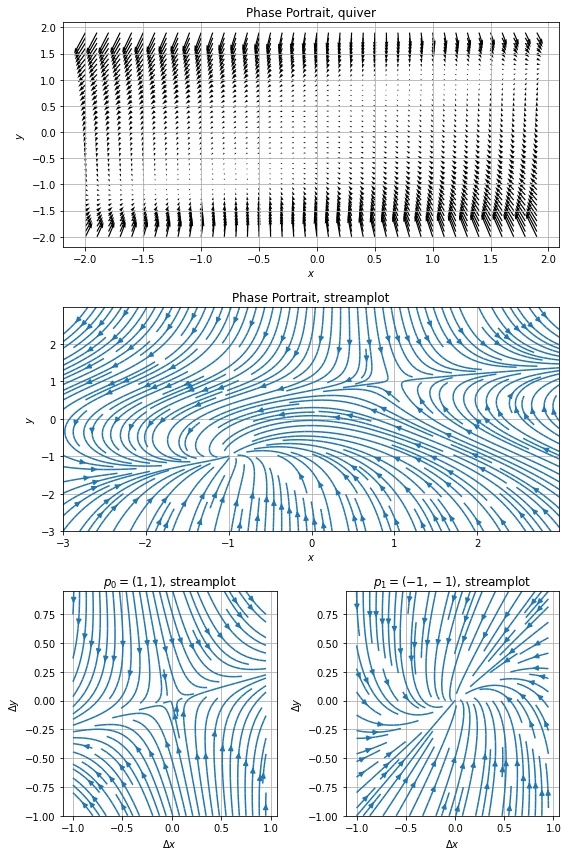 Phase Portrait, quiver
2.0
1.5
1.0
0.5
0.0
−0.5
−1.0
−1.5
−2.0
y
−2.0 −1.5 −1.0 −0.5 0.0 0.5 1.0 1.5 2.0
x
Phase Portrait, streamplot
2
1
0
−1
−2
−3
y
−3 −2 −1 0 1 2
x
p₀ = (1, 1), streamplot
0.75
0.50
0.25
0.00
−0.25
−0.50
−0.75
−1.00
Δy
−1.0 −0.5 0.0 0.5 1.0
Δx
p₁ = (−1, −1), streamplot
0.75
0.50
0.25
0.00
−0.25
−0.50
−0.75
−1.00
Δy
−1.0 −0.5 0.0 0.5 1.0
Δx